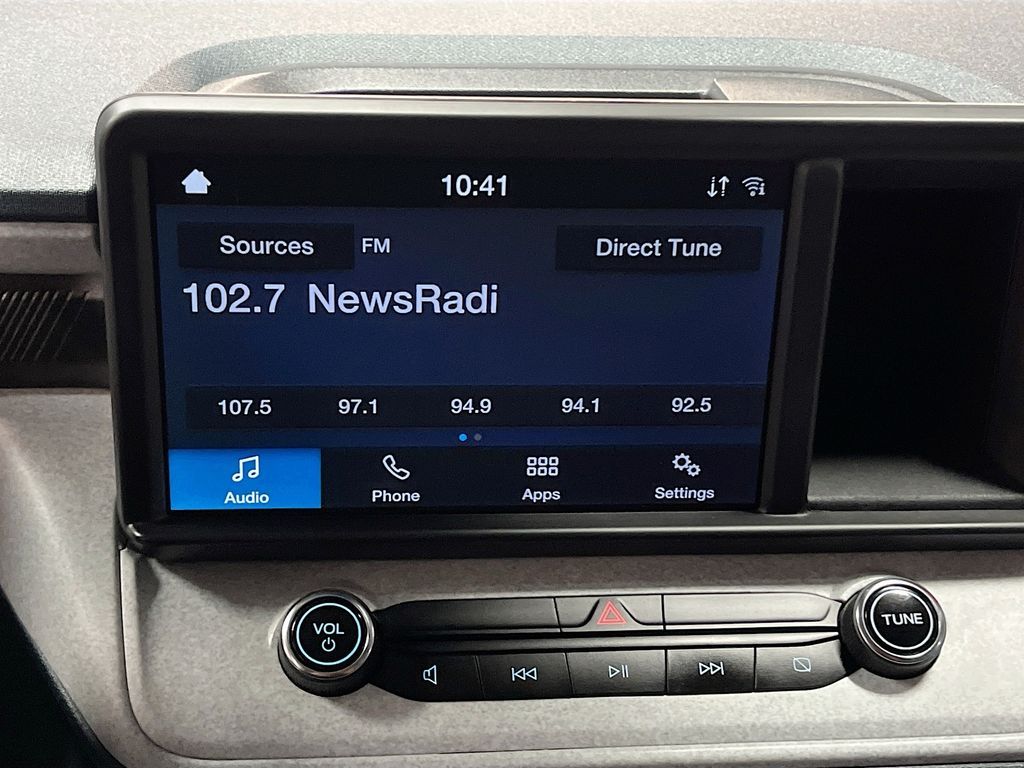 10:41
Sources FM Direct Tune
102.7 NewsRadi
107.5 97.1 94.9 94.1 92.5
Audio Phone Apps Settings
VOL TUNE